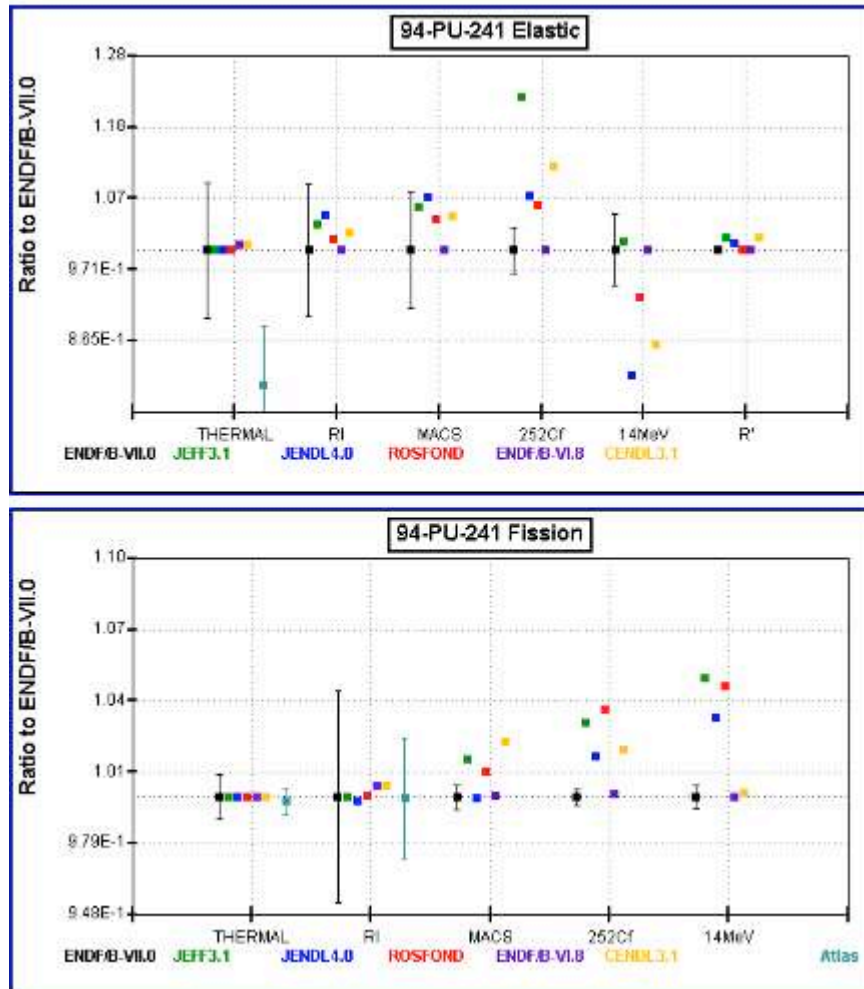 94-PU-241 Elastic
Ratio to ENDF/B-VII.0
1.28
1.18
1.07
9.71E-1
8.65E-1
THERMAL RI MACS 252Cf 14MeV R'
ENDF/B-VII.0 JEFF3.1 JENDL4.0 ROSFOND ENDF/B-VI.8 CENDL3.1
94-PU-241 Fission
Ratio to ENDF/B-VII.0
1.10
1.07
1.04
1.01
9.79E-1
9.48E-1
THERMAL RI MACS 252Cf 14MeV
ENDF/B-VII.0 JEFF3.1 JENDL4.0 ROSFOND ENDF/B-VI.8 CENDL3.1 Atlas